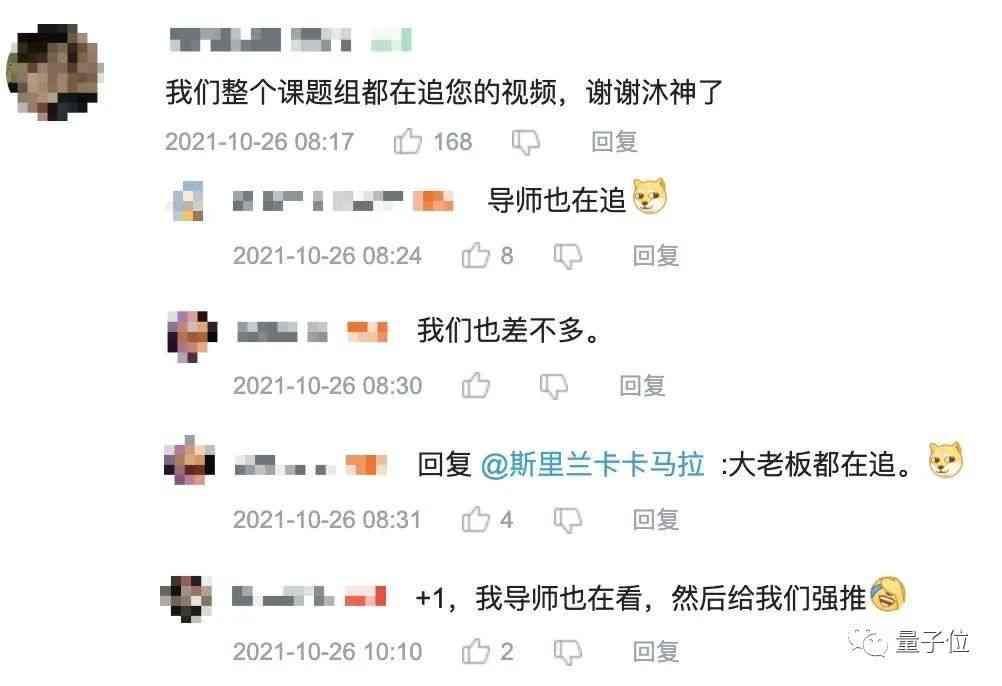 我们整个课题组都在追您的视频，谢谢沐神了
2021-10-26 08:17 168 回复
导师也在追
2021-10-26 08:24 8 回复
我们也差不多。
2021-10-26 08:30 回复
回复 @斯里兰卡卡马拉 :大老板都在追。
2021-10-26 08:31 4 回复
+1，我导师也在看，然后给我们强推
2021-10-26 10:10 2 回复
量子位